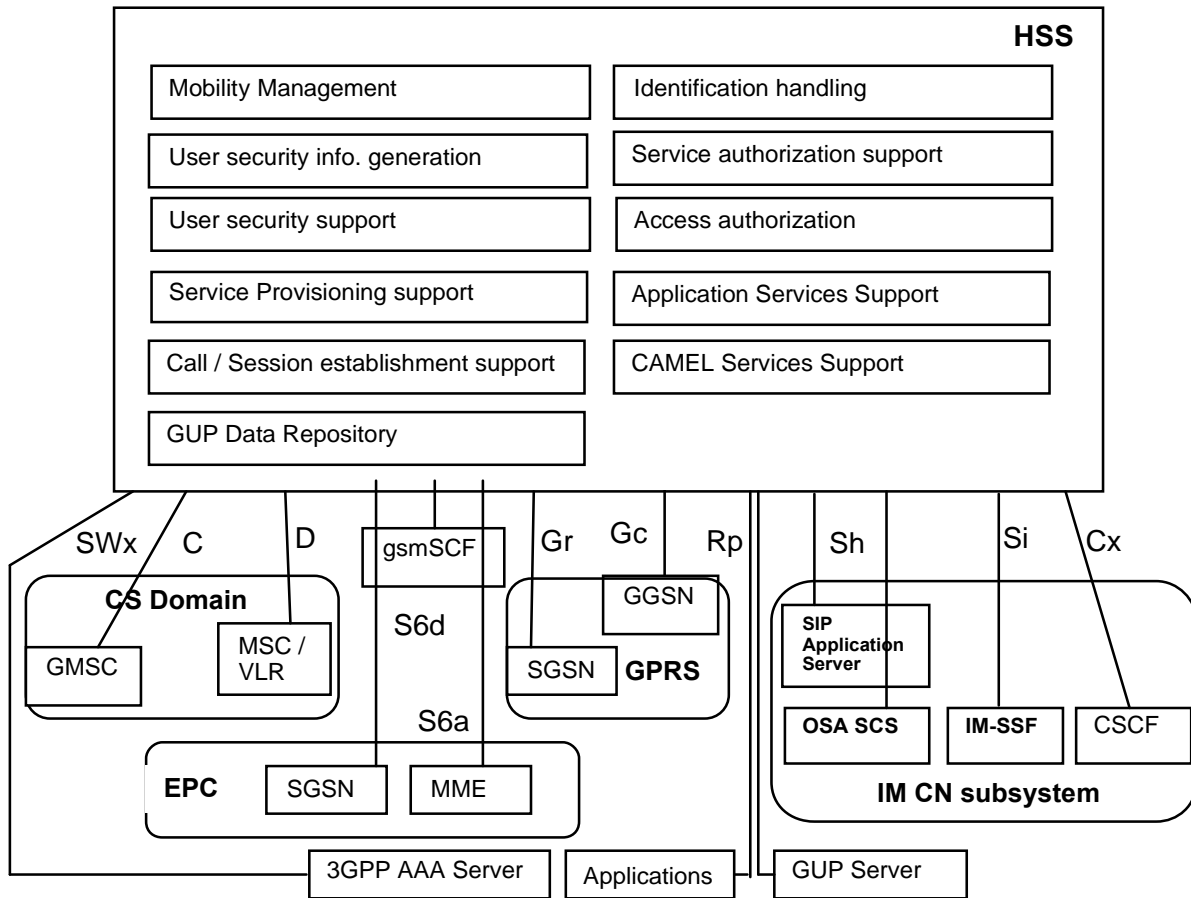 HSS
Mobility Management
Identification handling
User security info. generation
Service authorization support
User security support
Access authorization
Service Provisioning support
Application Services Support
Call / Session establishment support
CAMEL Services Support
GUP Data Repository
SWx
C
D
gsmSCF
Gr
Gc
Rp
Sh
Si
Cx
CS Domain
GMSC
MSC /
VLR
S6d
S6a
GGSN
SGSN
GPRS
SIP
Application
Server
OSA SCS
IM-SSF
CSCF
IM CN subsystem
EPC
SGSN
MME
3GPP AAA Server
Applications
GUP Server